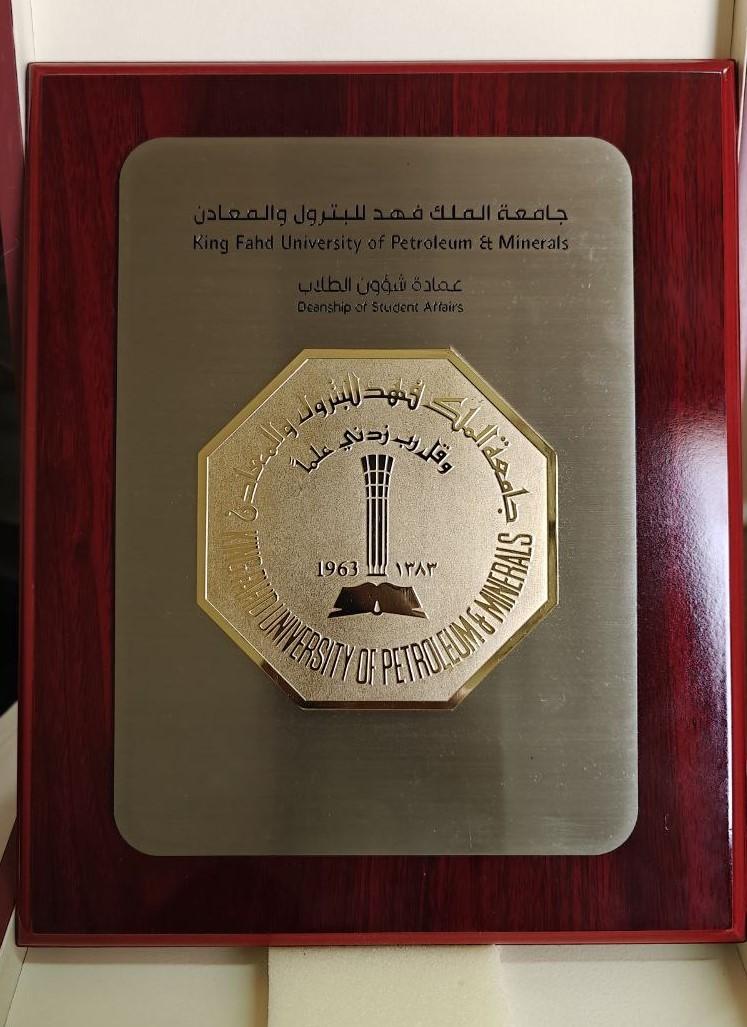 جامعة الملك فهد للبترول والمعادن
King Fahd University of Petroleum & Minerals
عمادة شؤون الطلاب
Deanship of Student Affairs
جامعة الملك فهد للبترول والمعادن
وقل رب زدني علماً
1963 ١٣٨٣
KING FAHD UNIVERSITY OF PETROLEUM & MINERALS